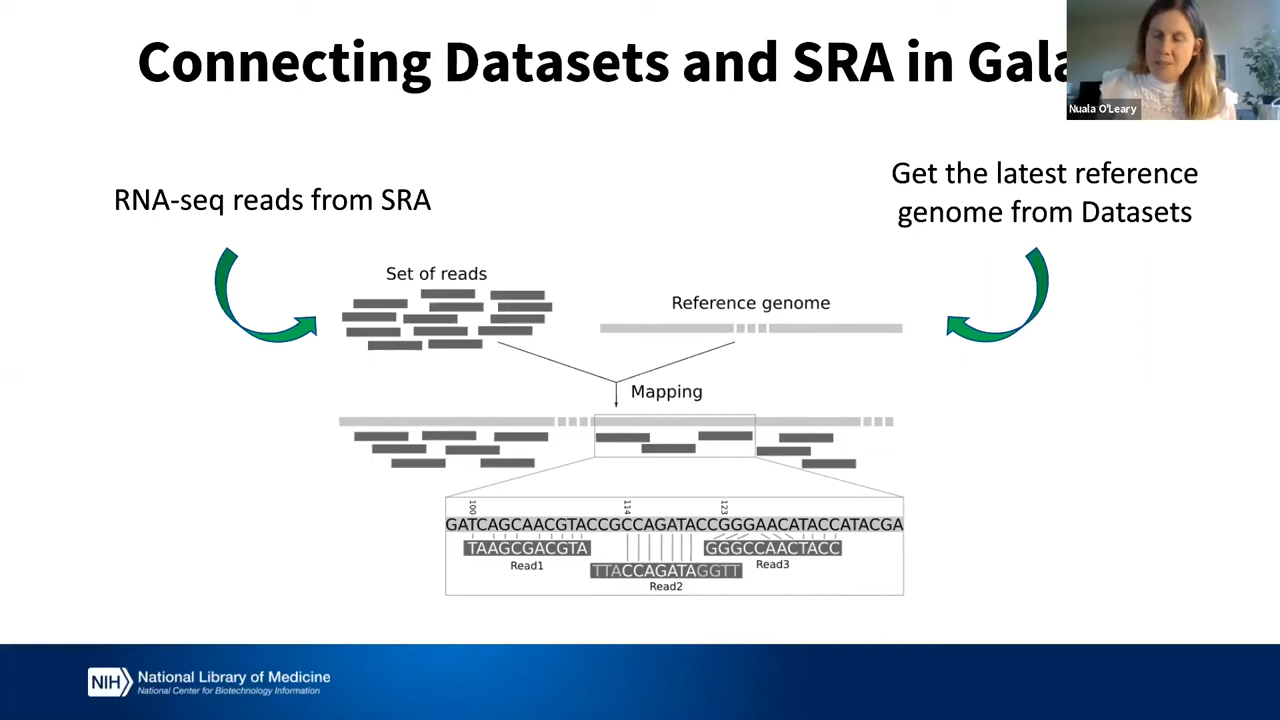 Connecting Datasets and SRA in Gala
Nuala O'Leary
RNA-seq reads from SRA
Get the latest reference
genome from Datasets
Set of reads
Reference genome
Mapping
100
114
123
GATCAGCAACGTACCGCCAGATACCGGGAACATACCATACGA
TAAGCGACGTA
GGGCCAACTACC
Read1
Read3
TTACCAGATAGGTT
Read2
NIH
National Library of Medicine
National Center for Biotechnology Information